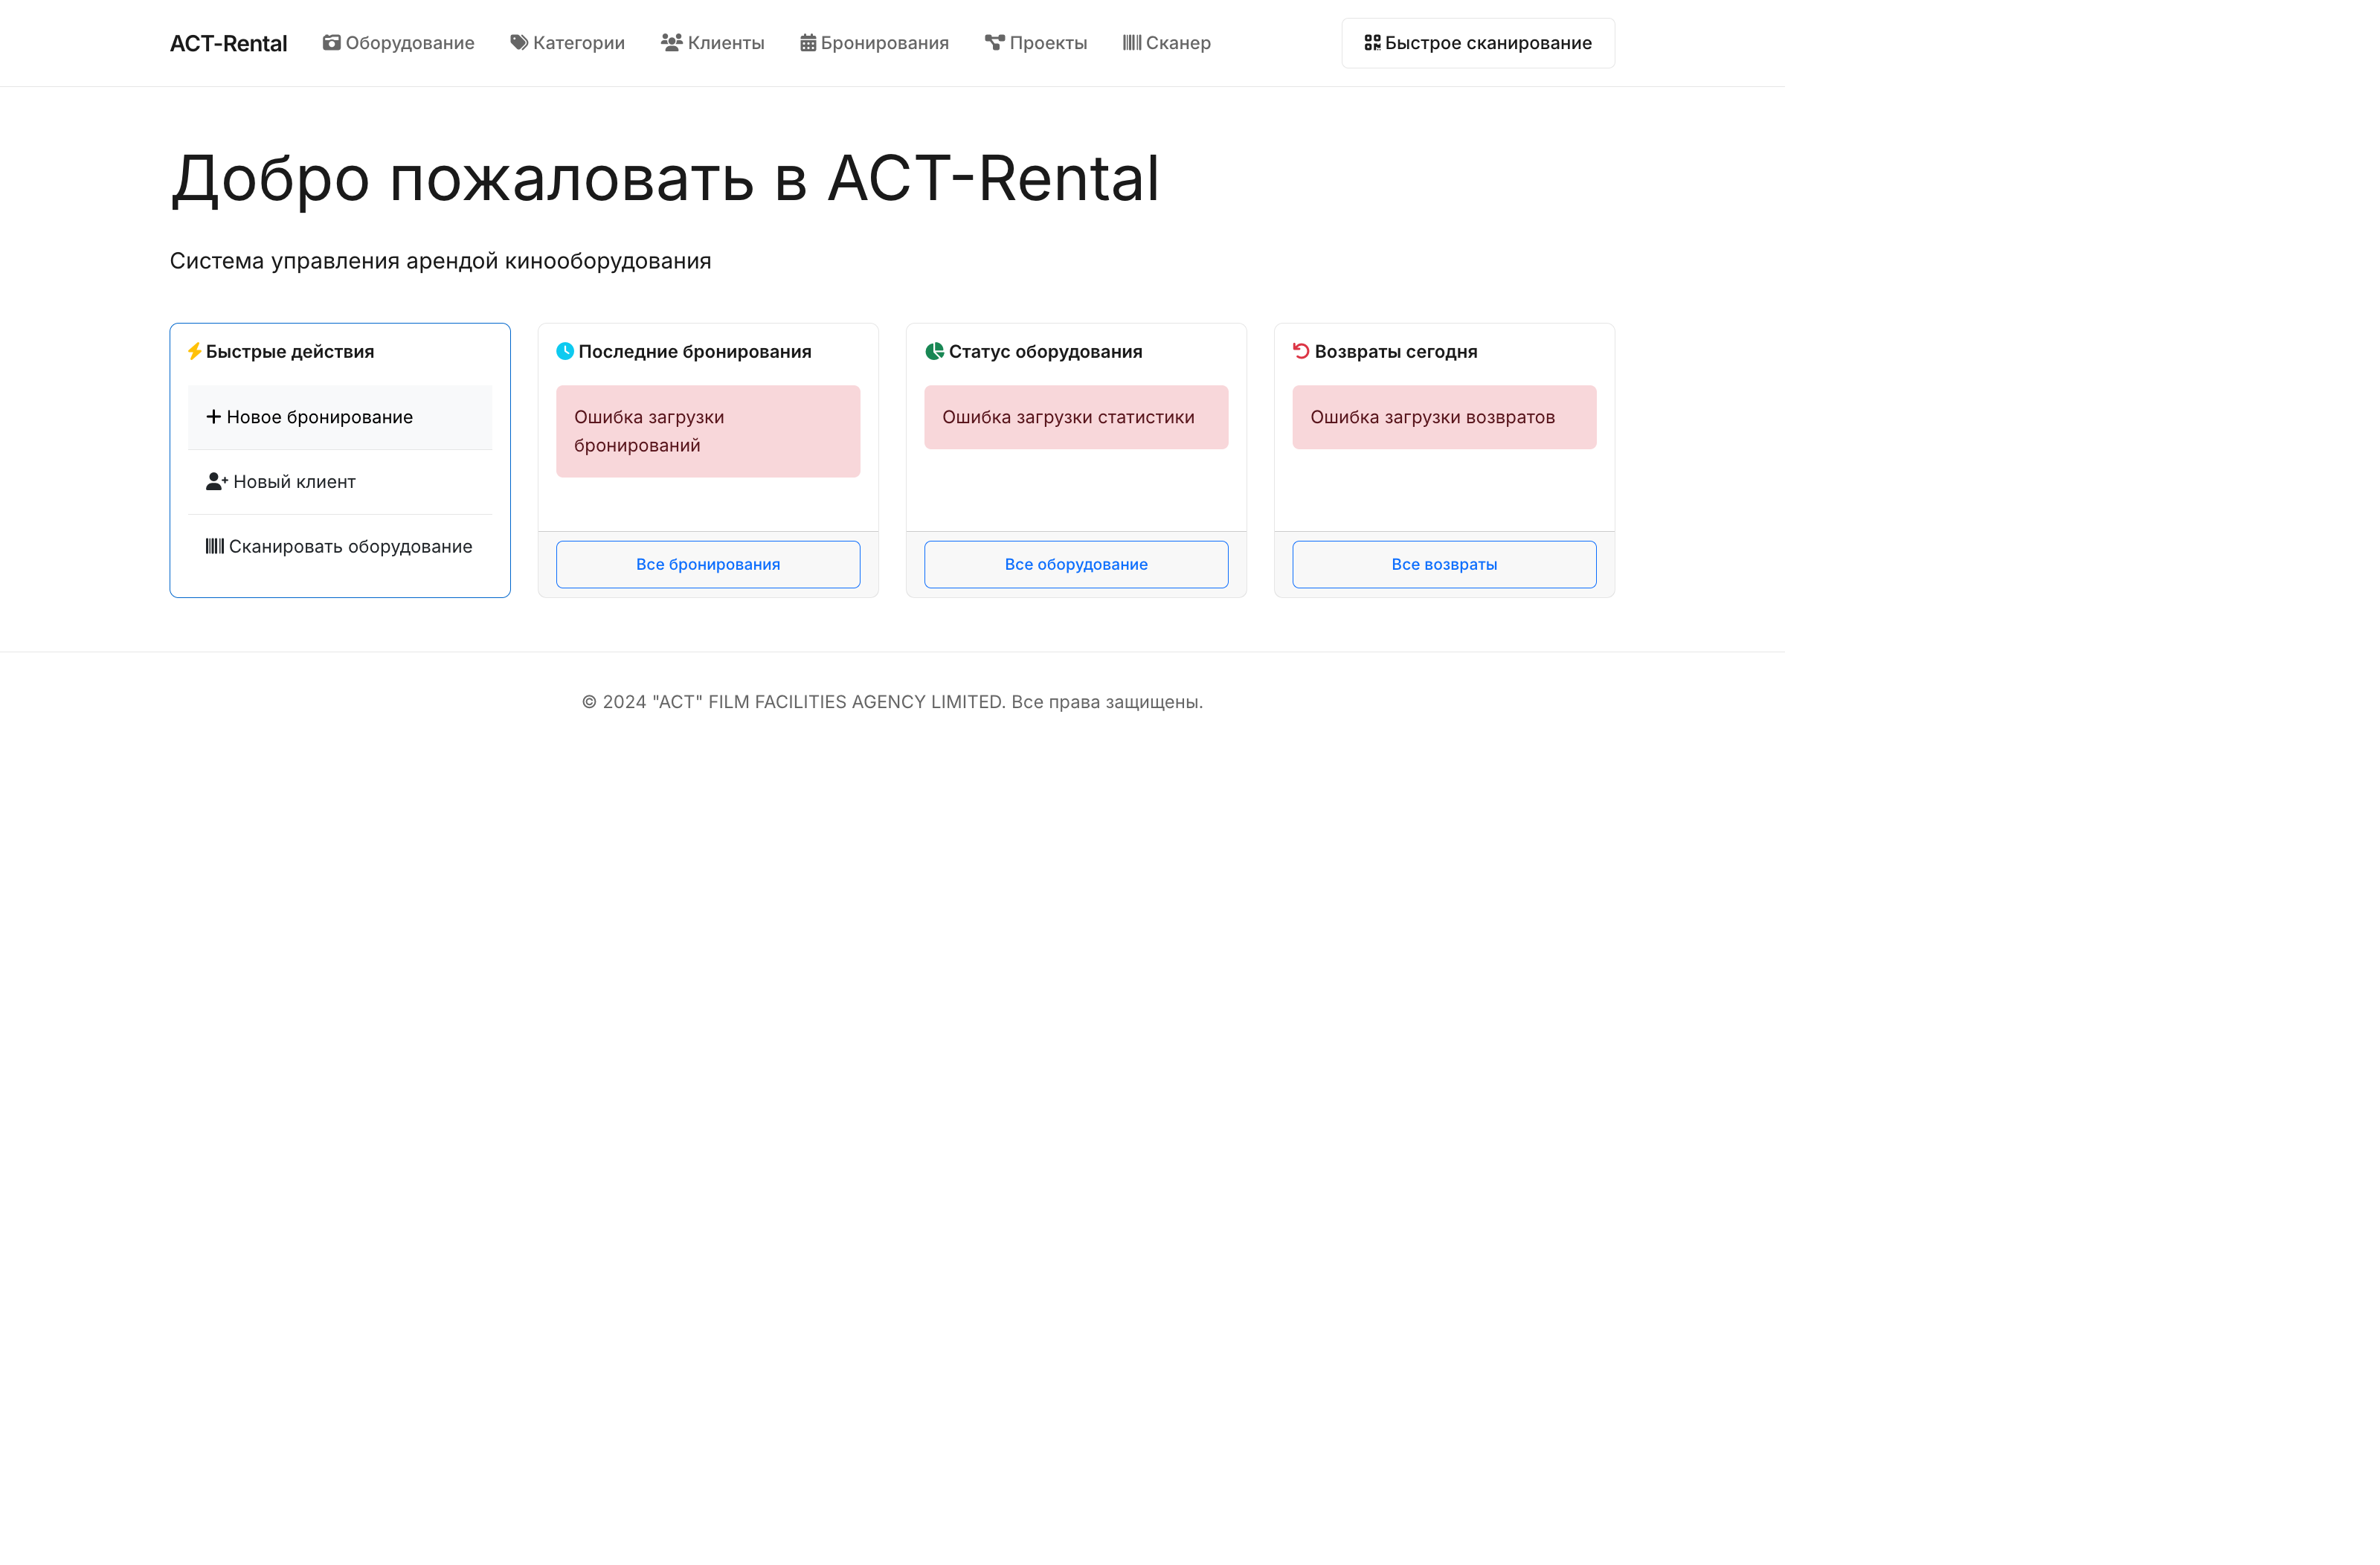 ACT-Rental
Оборудование
Категории
Клиенты
Бронирования
Проекты
Сканер
Быстрое сканирование
Добро пожаловать в ACT-Rental
Система управления арендой кинооборудования
Быстрые действия
Новое бронирование
Новый клиент
Сканировать оборудование
Последние бронирования
Ошибка загрузки
бронирований
Все бронирования
Статус оборудования
Ошибка загрузки статистики
Все оборудование
Возвраты сегодня
Ошибка загрузки возвратов
Все возвраты
© 2024 "ACT" FILM FACILITIES AGENCY LIMITED. Все права защищены.